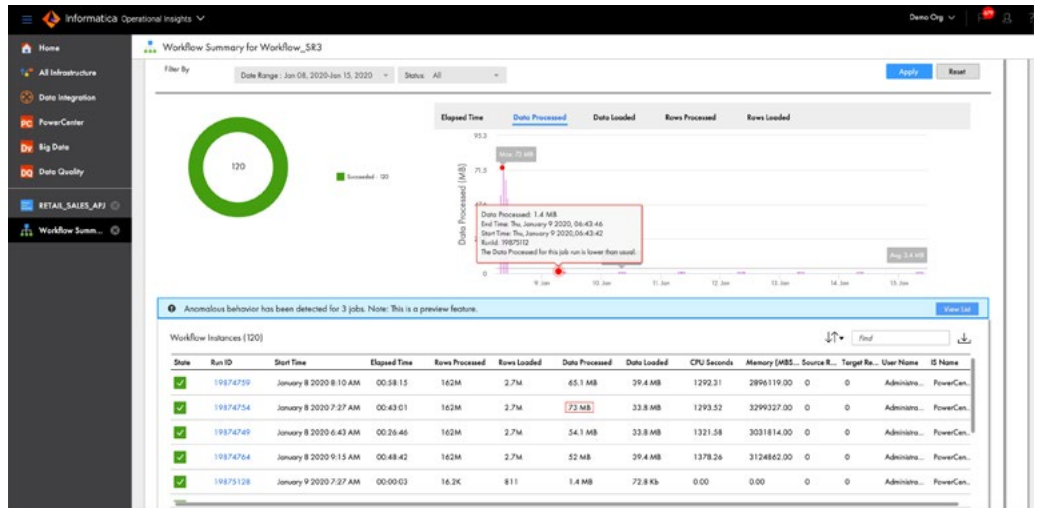 Informatica Operational Insights
Demo Org
Home
All Infrastructure
Data Integration
PC PowerCenter
Dv Big Data
DQ Data Quality
RETAIL_SALES_APJ
Workflow Summ...
Workflow Summary for Workflow_SR3
Filter By
Date Range : Jan 08, 2020-Jan 15, 2020
Status All
Apply
Reset
120
Succeeded - 120
Elapsed Time Data Processed Data Loaded Rows Processed Rows Loaded
Data Processed (MB)
95.3
71.5
0
Max: 73 MB
Data Processed: 1.4 MB
End Time: Thu, January 9 2020, 06:43:46
Start Time: Thu, January 9 2020, 06:43:42
RunId: 19875112
The Data Processed for this job run is lower than usual.
Avg: 3.4 MB
9. Jan 10. Jan 11. Jan 12. Jan 13. Jan 14. Jan 15. Jan
Anomalous behavior has been detected for 3 jobs. Note: This is a preview feature.
View List
Workflow Instances (120)
Find
State Run ID Start Time Elapsed Time Rows Processed Rows Loaded Data Processed Data Loaded CPU Seconds Memory (MBS... Source R... Target Re... User Name IS Name
19874759 January 8 2020 8:10 AM 00:58:15 162M 2.7M 65.1 MB 39.4 MB 1292.31 2896119.00 0 0 Administra... PowerCen...
19874754 January 8 2020 7:27 AM 00:43:01 162M 2.7M 73 MB 33.8 MB 1293.52 3299327.00 0 0 Administra... PowerCen...
19874749 January 8 2020 6:43 AM 00:26:46 162M 2.7M 54.1 MB 33.8 MB 1321.58 3031814.00 0 0 Administra... PowerCen...
19874764 January 8 2020 9:15 AM 00:48:42 162M 2.7M 52 MB 39.4 MB 1378.26 3124862.00 0 0 Administra... PowerCen...
19875128 January 9 2020 7:27 AM 00:00:03 16.2K 811 1.4 MB 72.8 Kb 0.00 0.00 0 0 Administra... PowerCen...